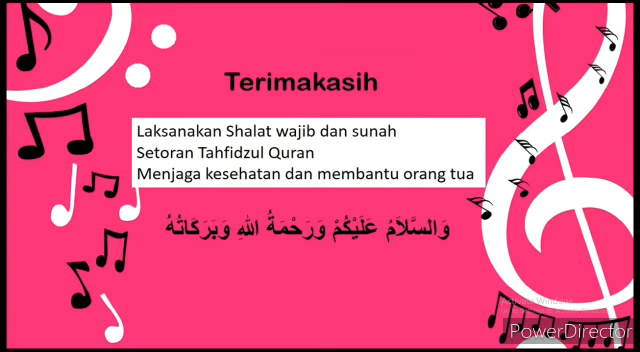 Terimakasih
Laksanakan Shalat wajib dan sunah
Setoran Tahfidzul Quran
Menjaga kesehatan dan membantu orang tua
وَالسَّلاَمُ عَلَيْكُمْ وَرَحْمَةُ اللهِ وَبَرَكَاتُهُ
PowerDirector